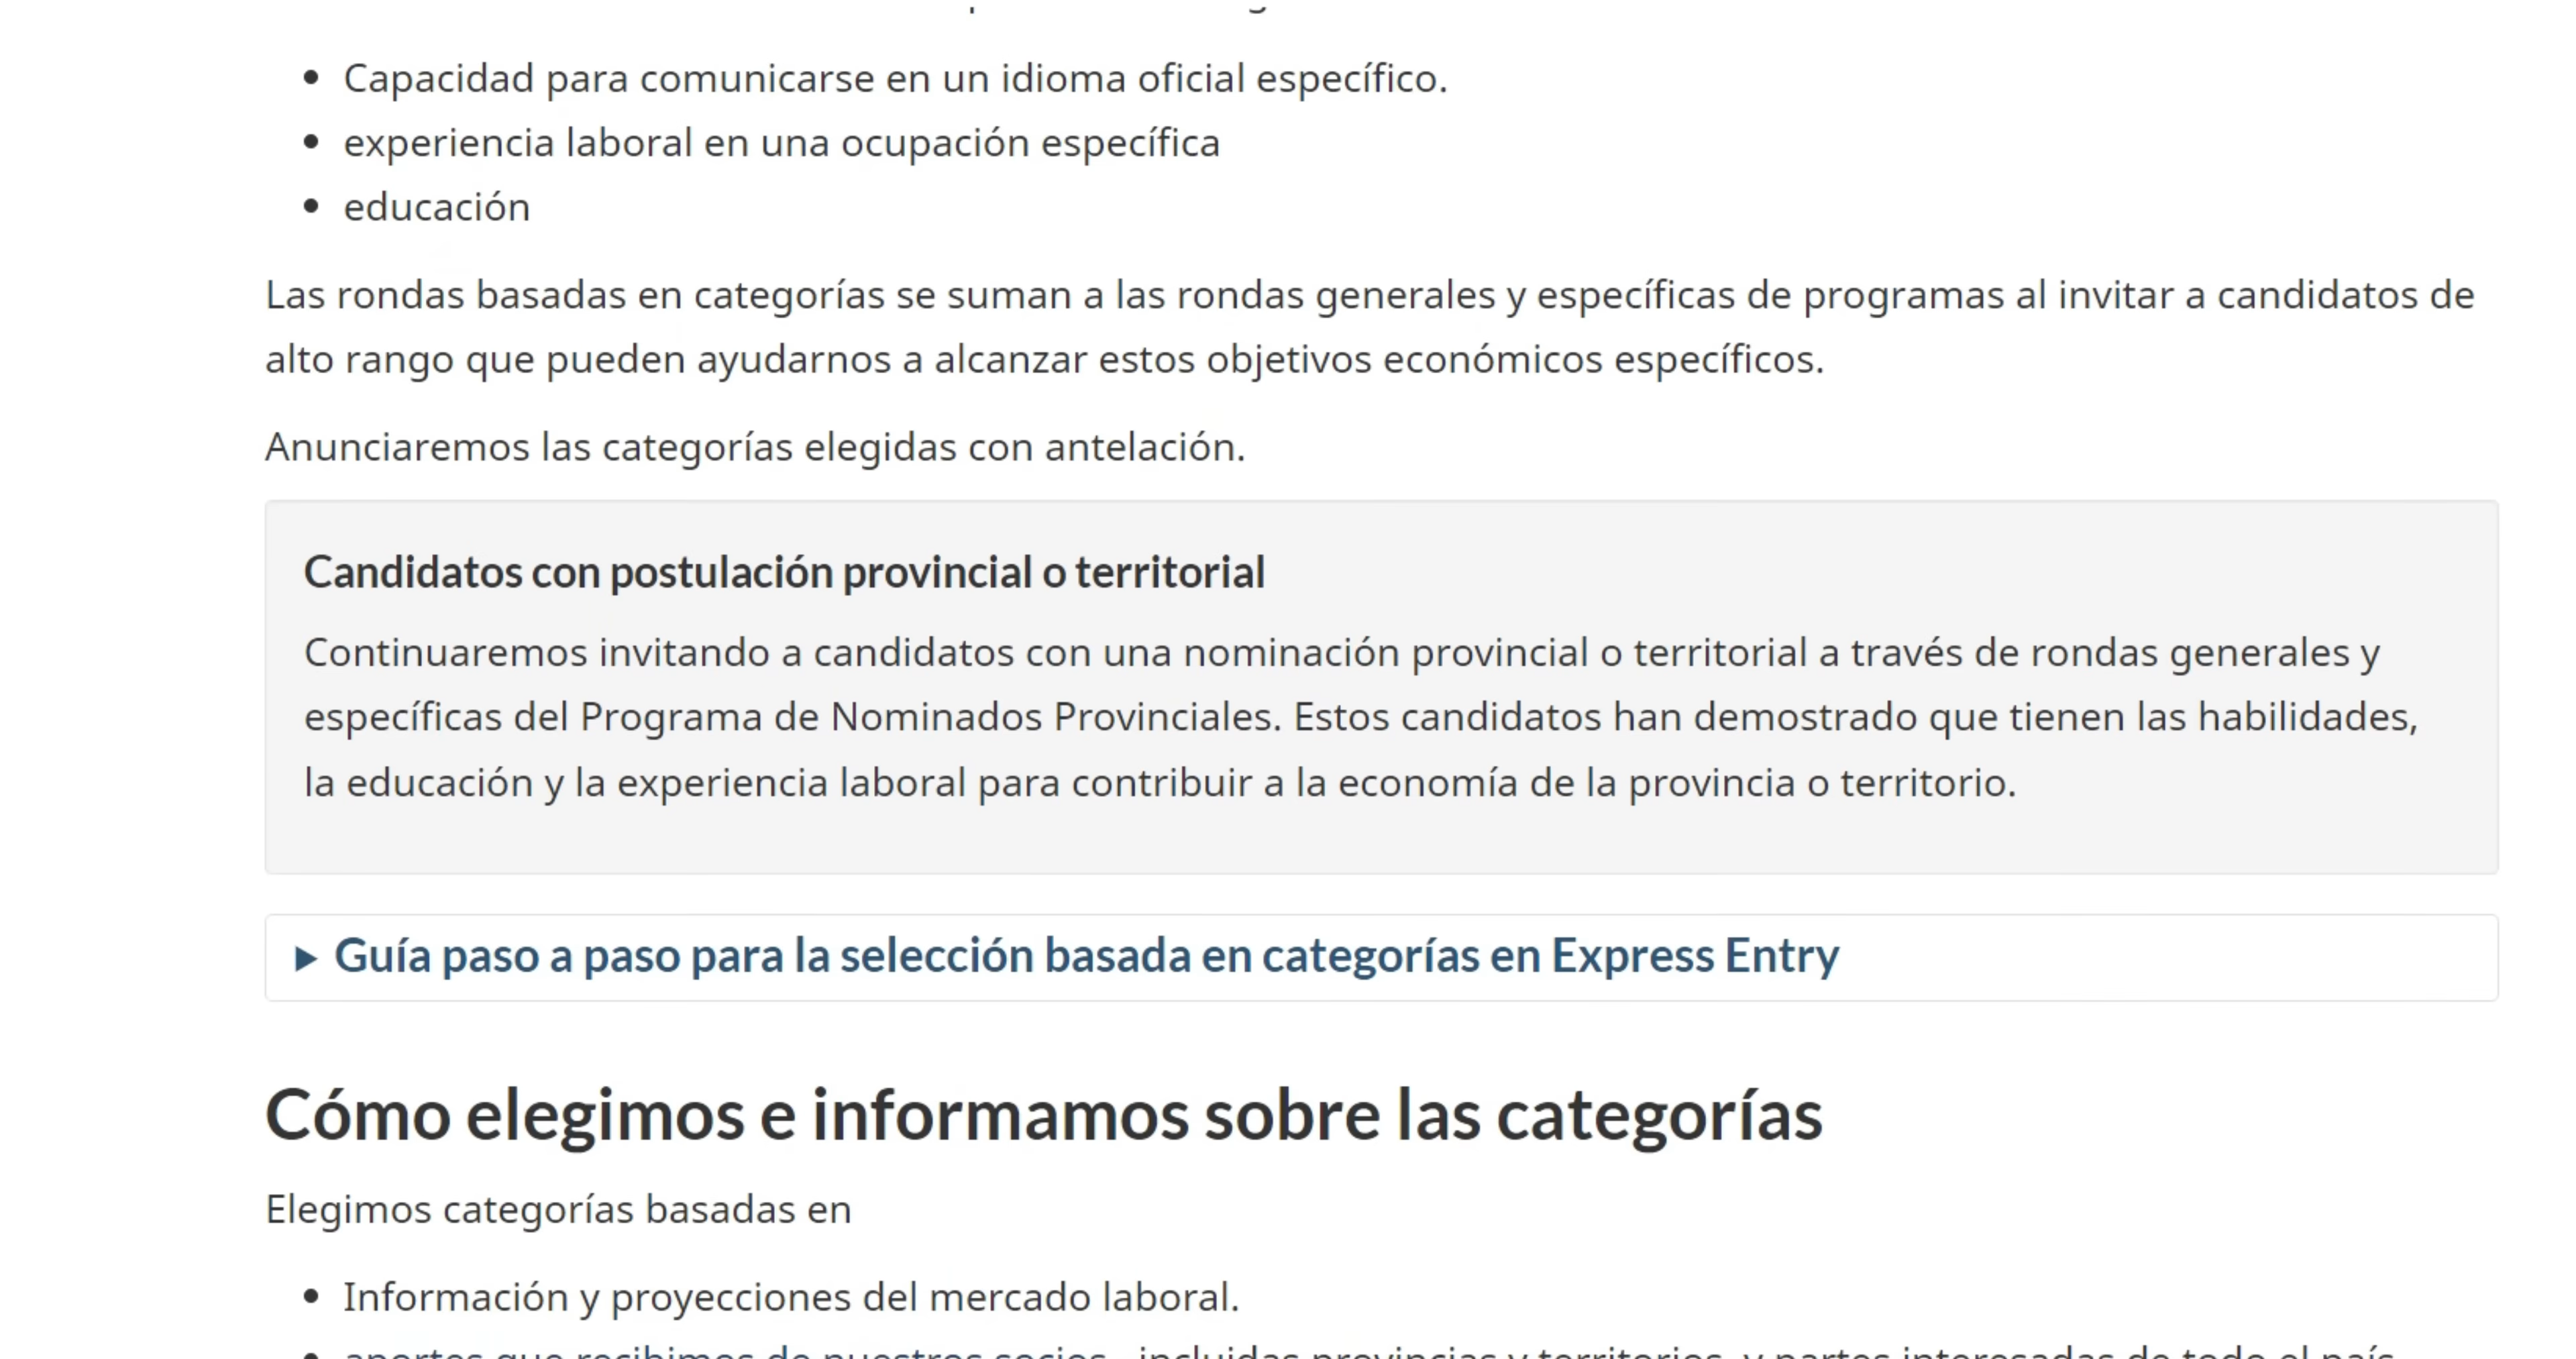 Capacidad para comunicarse en un idioma oficial específico.
experiencia laboral en una ocupación específica
educación
Las rondas basadas en categorías se suman a las rondas generales y específicas de programas al invitar a candidatos de
alto rango que pueden ayudarnos a alcanzar estos objetivos económicos específicos.
Anunciaremos las categorías elegidas con antelación.
Candidatos con postulación provincial o territorial
Continuaremos invitando a candidatos con una nominación provincial o territorial a través de rondas generales y
específicas del Programa de Nominados Provinciales. Estos candidatos han demostrado que tienen las habilidades,
la educación y la experiencia laboral para contribuir a la economía de la provincia o territorio.
Guía paso a paso para la selección basada en categorías en Express Entry
Cómo elegimos e informamos sobre las categorías
Elegimos categorías basadas en
Información y proyecciones del mercado laboral.
aportes que recibimos de nuestros socios, incluidas provincias y territorios, y partes interesadas de todo el país